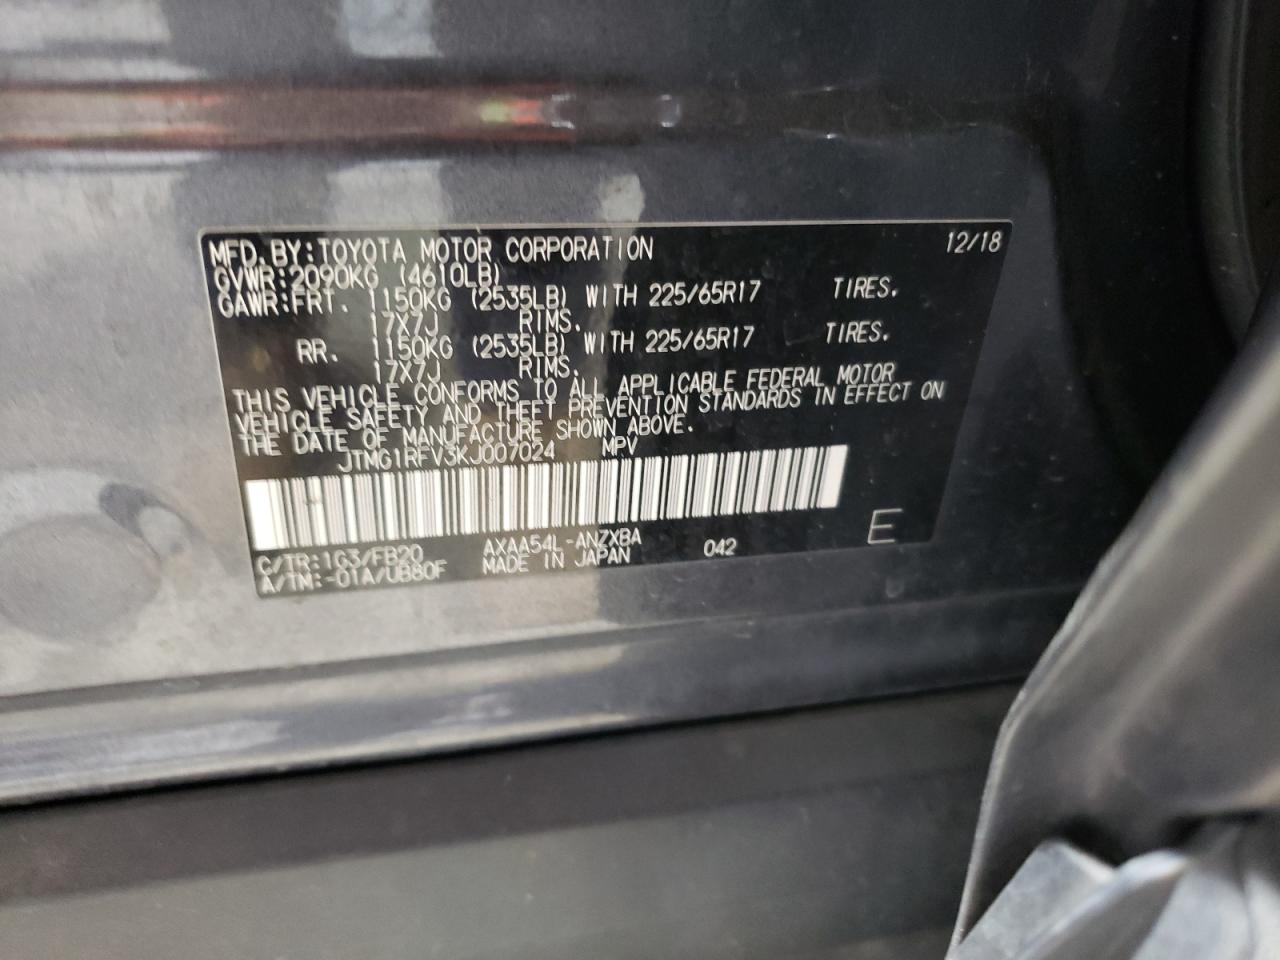 MFD.BY:TOYOTA MOTOR CORPORATION 12/18
GVWR:2090KG (4610LB)
GAWR:FRT. 1150KG (2535LB) WITH 225/65R17 TIRES.
17X7J RIMS.
RR. 1150KG (2535LB) WITH 225/65R17 TIRES.
17X7J RIMS.
THIS VEHICLE CONFORMS TO ALL APPLICABLE FEDERAL MOTOR
VEHICLE SAFETY AND THEFT PREVENTION STANDARDS IN EFFECT ON
THE DATE OF MANUFACTURE SHOWN ABOVE.
JTMG1RFV3KJ007024 MPV
C/TR:1G3/FB20 AXAA54L-ANZXBA 042 E
A/TM:-01A/UB80F MADE IN JAPAN